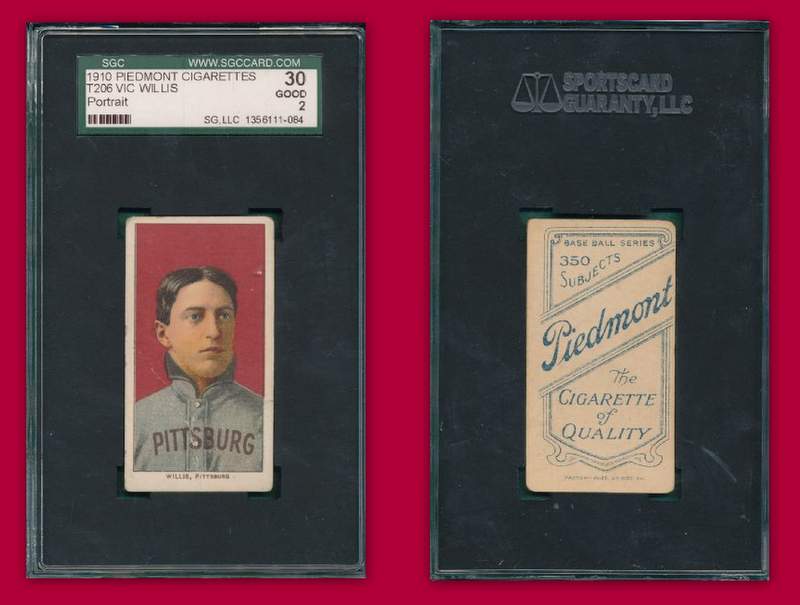 SGC WWW.SGCCARD.COM
1910 PIEDMONT CIGARETTES 30
T206 VIC WILLIS GOOD
Portrait 2
SG, LLC 1356111-084
PITTSBURG
WILLIS, PITTSBURG
SPORTSCARD
GUARANTY, LLC
BASE BALL SERIES
350
SUBJECTS
Piedmont
The
CIGARETTE
of
QUALITY